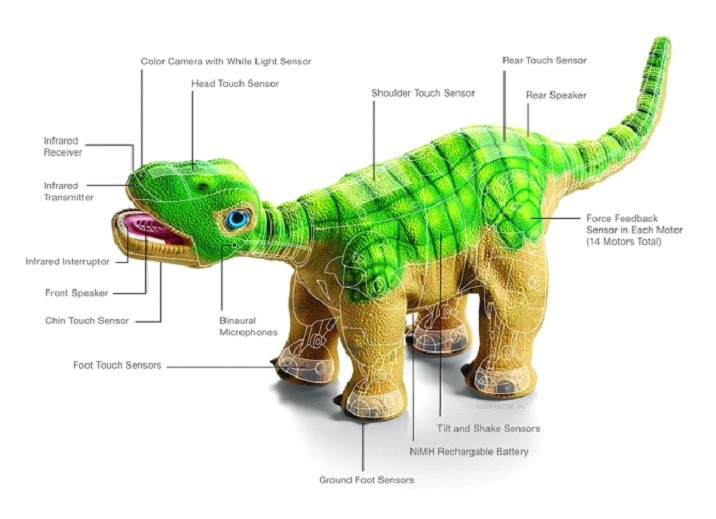 Color Camera with White Light Sensor
Rear Touch Sensor
Head Touch Sensor
Shoulder Touch Sensor
Rear Speaker
Infrared
Receiver
Infrared
Transmitter
Force Feedback
Sensor in Each Motor
(14 Motors Total)
Infrared Interruptor
Front Speaker
Chin Touch Sensor
Binaural
Microphones
Foot Touch Sensors
Tilt and Shake Sensors
NiMH Rechargable Battery
Ground Foot Sensors